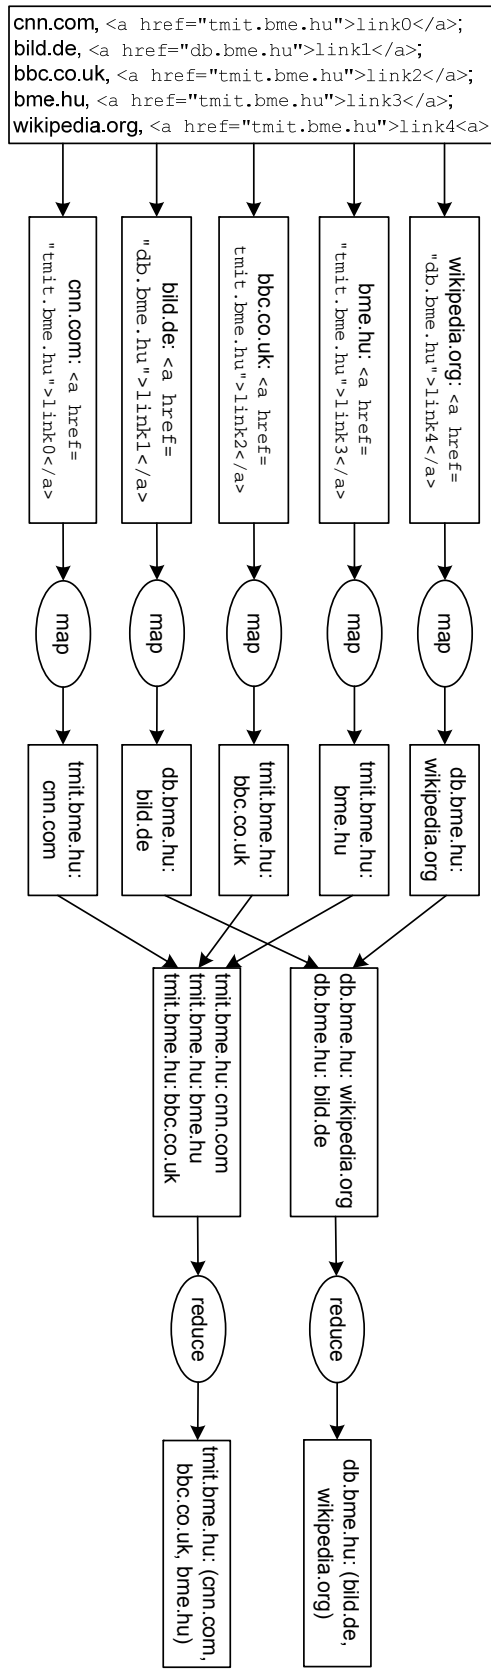 cnn.com, <a href="tmit.bme.hu">link0</a>;
bild.de, <a href="db.bme.hu">link1</a>;
bbc.co.uk, <a href="tmit.bme.hu">link2</a>;
bme.hu, <a href="tmit.bme.hu">link3</a>;
wikipedia.org, <a href="tmit.bme.hu">link4<a>
cnn.com: <a href=
"tmit.bme.hu">link0</a>
bild.de: <a href=
"db.bme.hu">link1</a>
bbc.co.uk: <a href=
tmit.bme.hu">link2</a>
bme.hu: <a href=
"tmit.bme.hu">link3</a>
wikipedia.org: <a href=
"db.bme.hu">link4</a>
map
map
map
map
map
tmit.bme.hu:
cnn.com
db.bme.hu:
bild.de
tmit.bme.hu:
bbc.co.uk
tmit.bme.hu:
bme.hu
db.bme.hu:
wikipedia.org
tmit.bme.hu: cnn.com
tmit.bme.hu: bme.hu
tmit.bme.hu: bbc.co.uk
db.bme.hu: wikipedia.org
db.bme.hu: bild.de
reduce
reduce
tmit.bme.hu: (cnn.com,
bbc.co.uk, bme.hu)
db.bme.hu: (bild.de,
wikipedia.org)